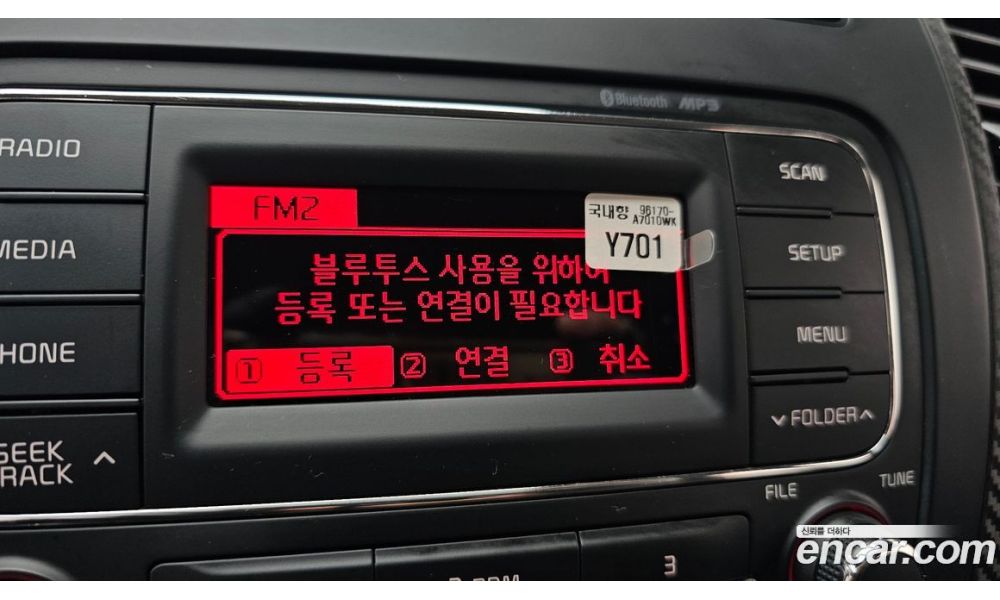 Bluetooth MP3
RADIO
MEDIA
HONE
SEEK
TRACK
FM2
블루투스 사용을 위하여
등록 또는 연결이 필요합니다
① 등록 ② 연결 ③ 취소
국내향 96170-
A7010WK
Y701
SCAN
SETUP
MENU
FOLDER
FILE
TUNE
3
신뢰를 더하다
encar.com